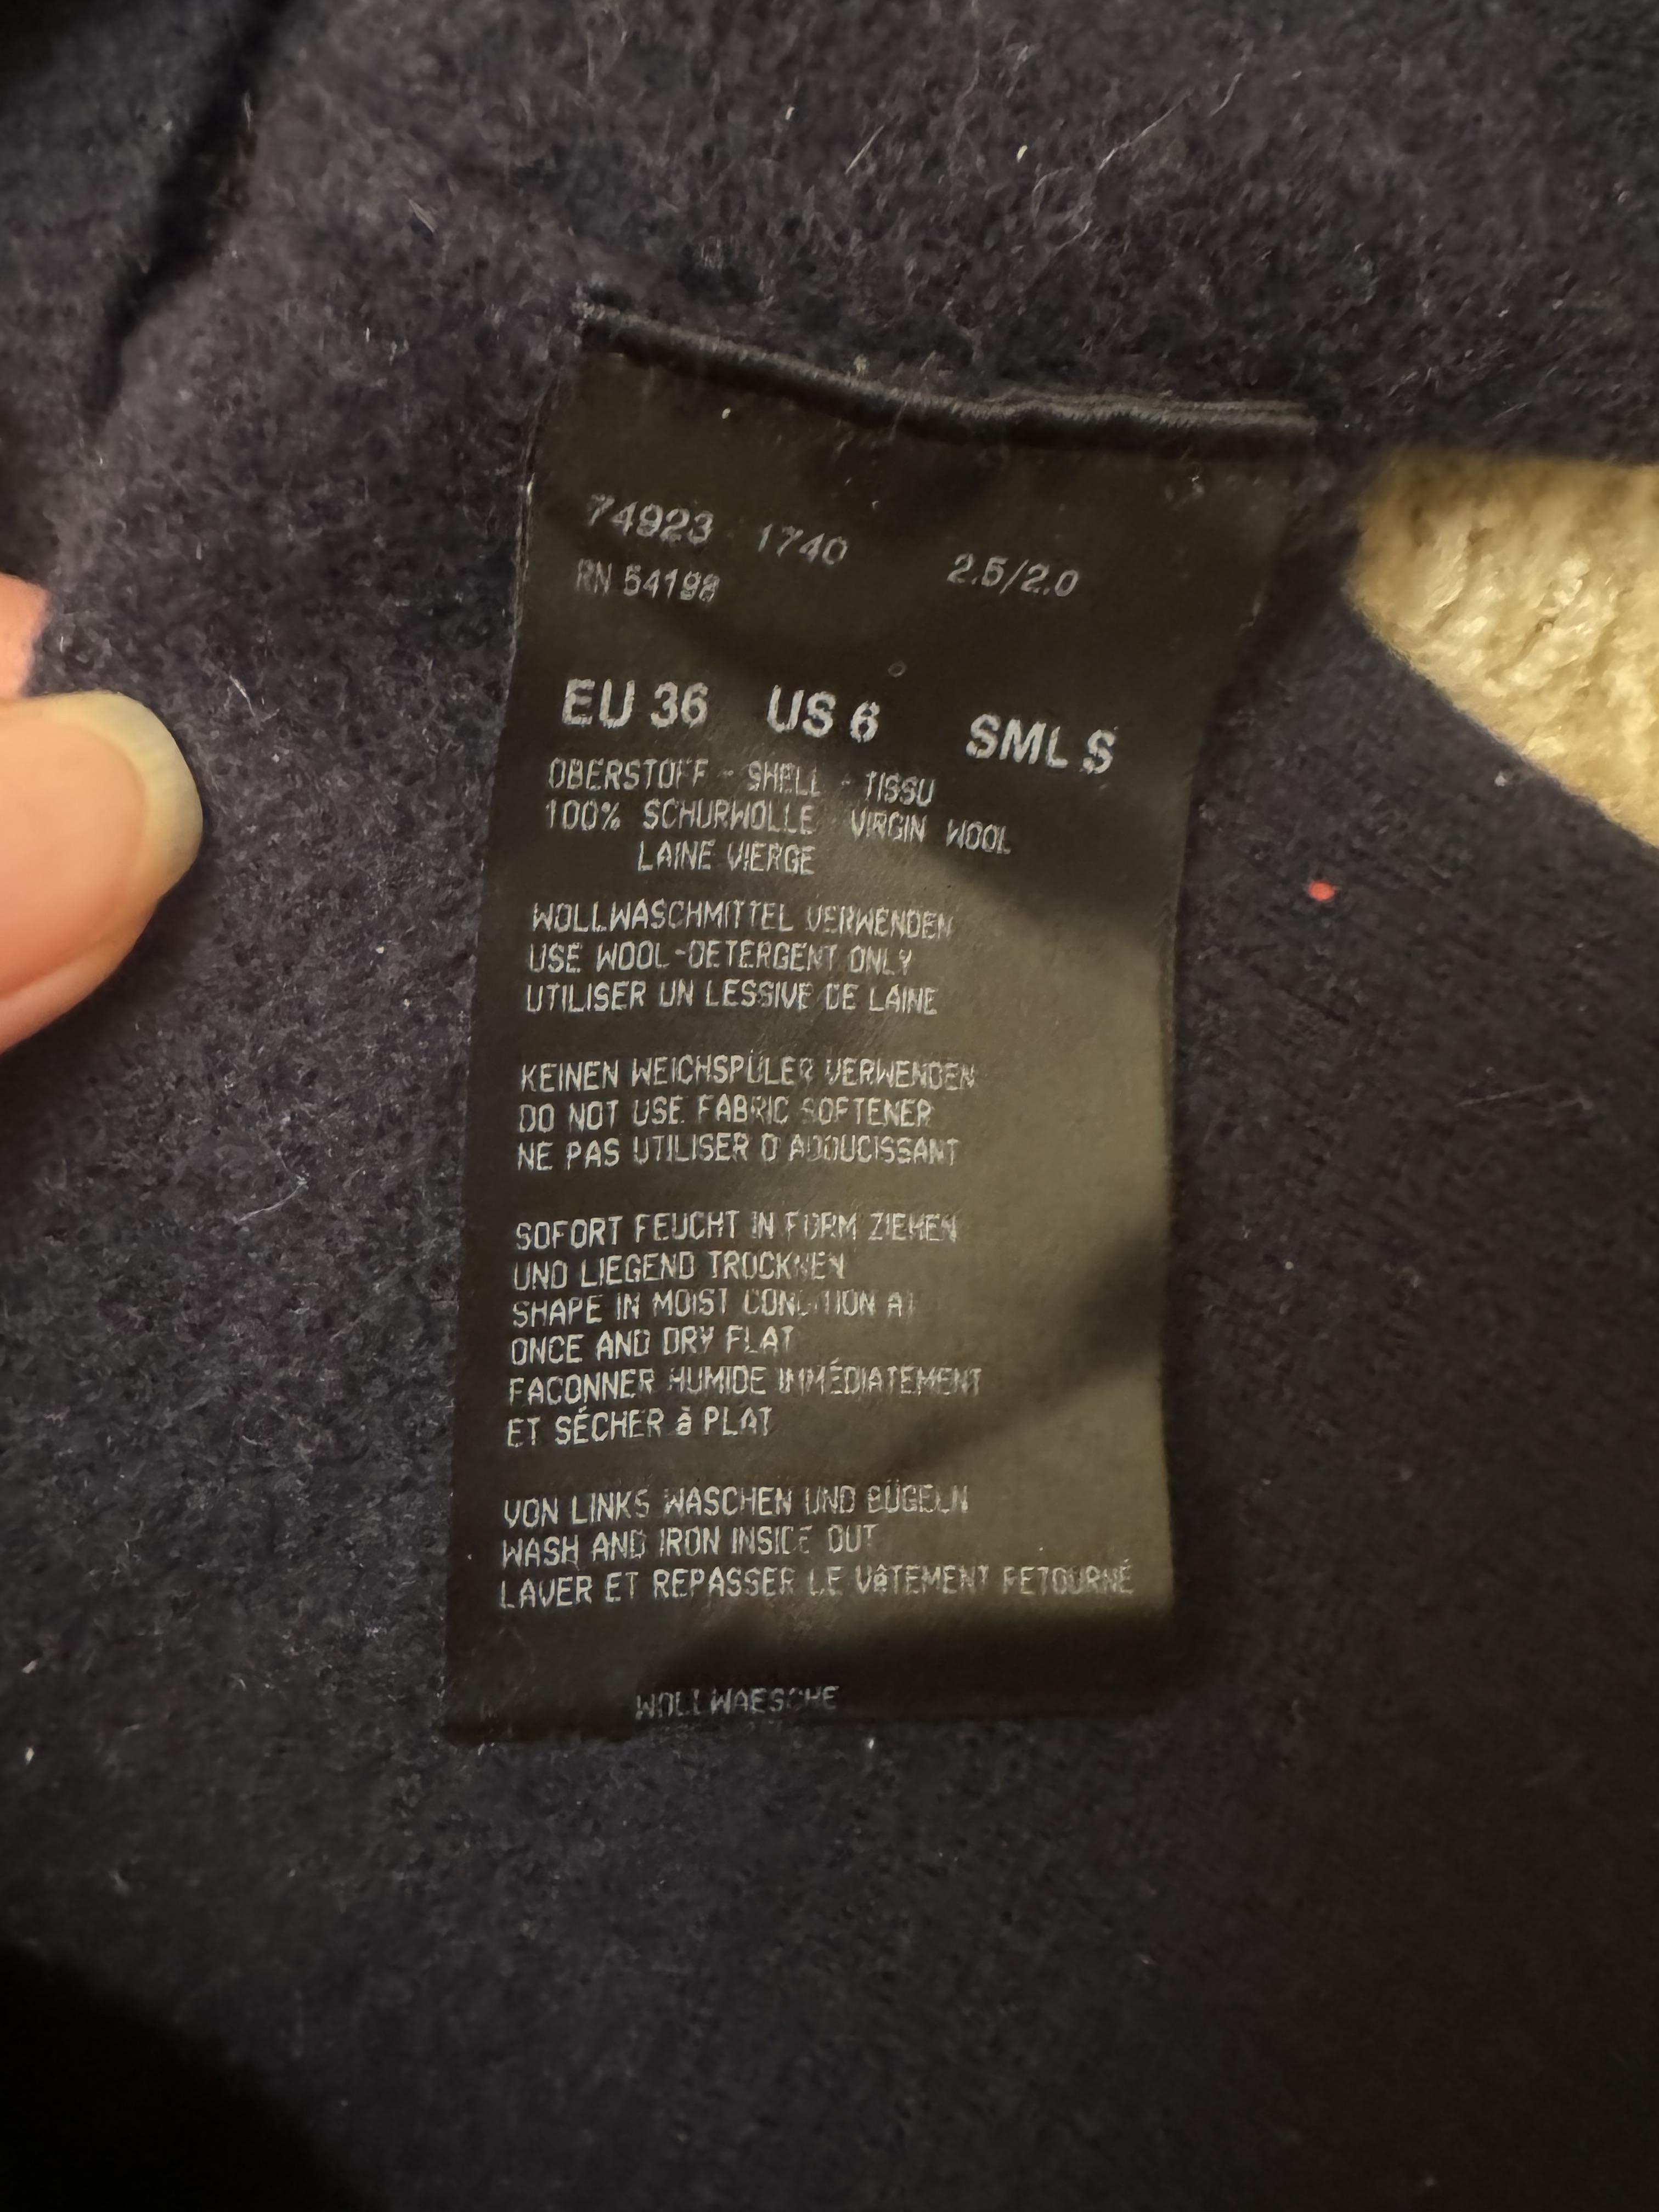 74923 1740 2.5/2.0
RN 54198
EU 36 US 6 SML S
OBERSTOFF - SHELL - TISSU
100% SCHURWOLLE VIRGIN WOOL
LAINE VIERGE
WOLLWASCHMITTEL VERWENDEN
USE WOOL-DETERGENT ONLY
UTILISER UN LESSIVE DE LAINE
KEINEN WEICHSPÜLER VERWENDEN
DO NOT USE FABRIC SOFTENER
NE PAS UTILISER D'ADOUCISSANT
SOFORT FEUCHT IN FORM ZIEHEN
UND LIEGEND TROCKNEN
SHAPE IN MOIST CONDITION AT
ONCE AND DRY FLAT
FACONNER HUMIDE IMMÉDIATEMENT
ET SÉCHER à PLAT
VON LINKS WASCHEN UND BÜGELN
WASH AND IRON INSIDE OUT
LAVER ET REPASSER LE VêTEMENT RETOURNÉ
WOLLWAESCHE